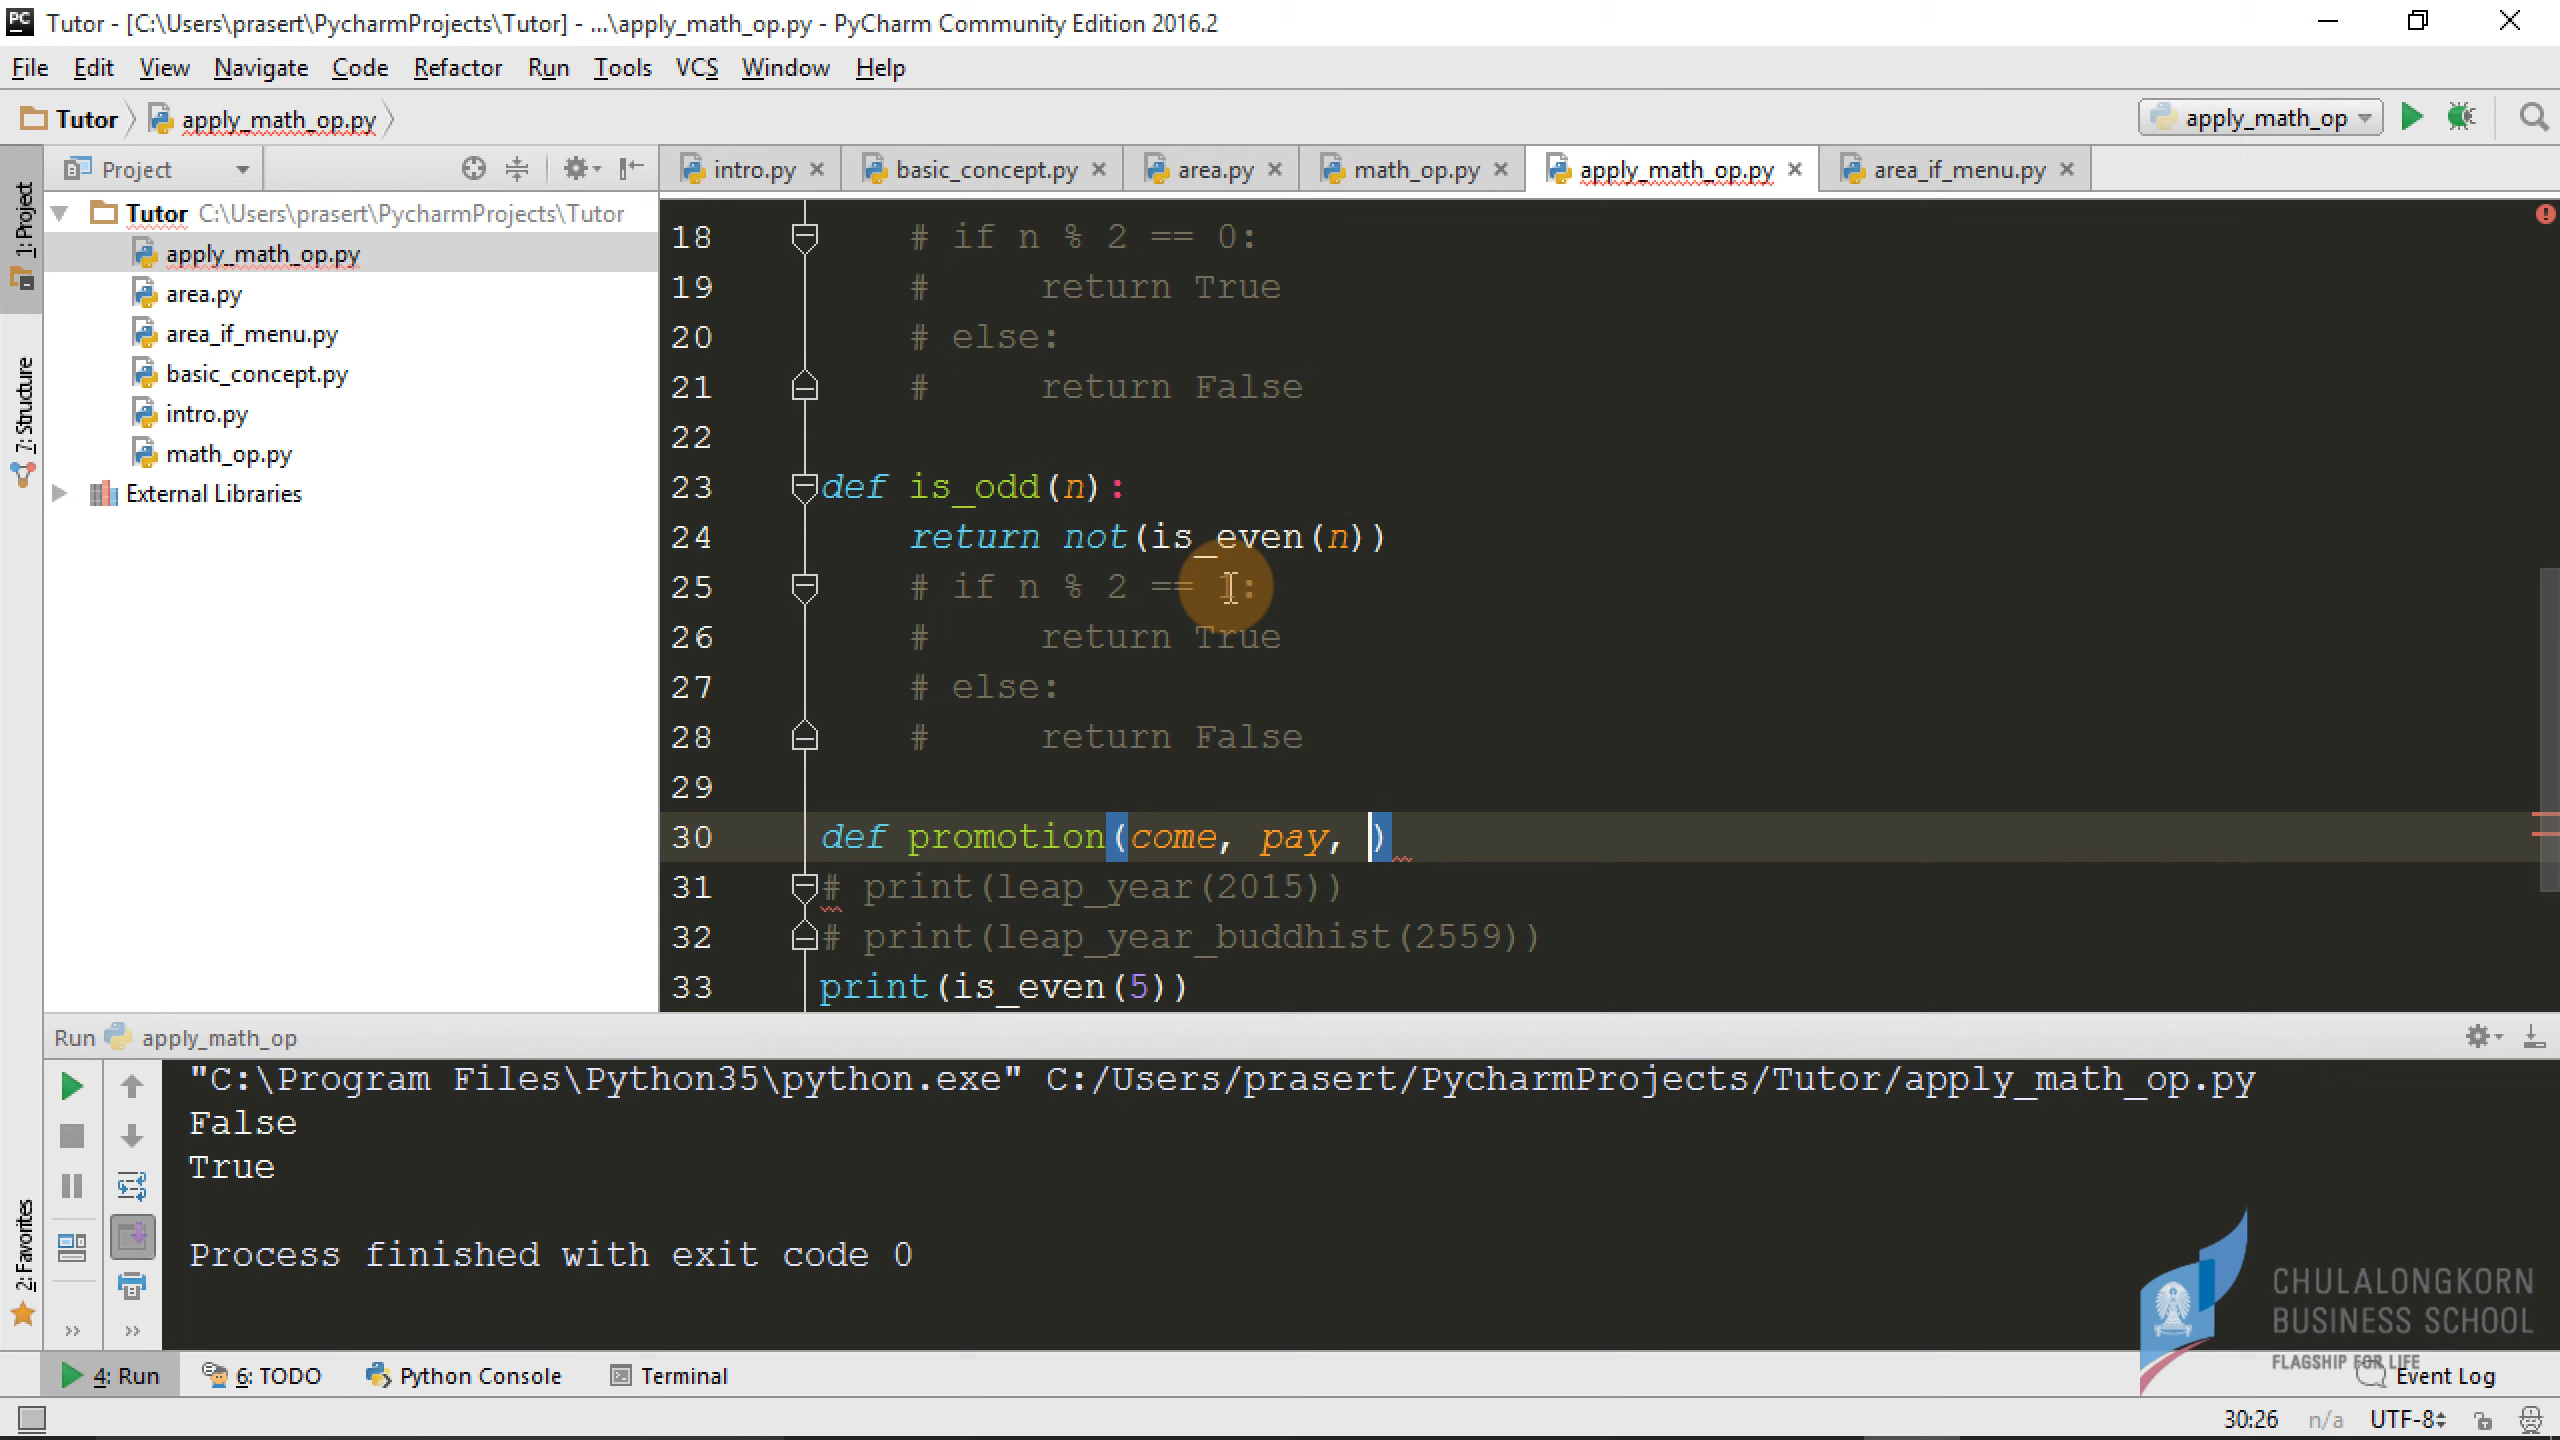 Tutor - [C:\Users\prasert\PycharmProjects\Tutor] - ...\apply_math_op.py - PyCharm Community Edition 2016.2
File Edit View Navigate Code Refactor Run Tools VCS Window Help
Tutor apply_math_op.py apply_math_op
Project intro.py basic_concept.py area.py math_op.py apply_math_op.py area_if_menu.py
1: Project
7: Structure
2: Favorites
Tutor C:\Users\prasert\PycharmProjects\Tutor
apply_math_op.py
area.py
area_if_menu.py
basic_concept.py
intro.py
math_op.py
External Libraries
18 # if n % 2 == 0:
19 #     return True
20 # else:
21 #     return False
22
23 def is_odd(n):
24     return not(is_even(n))
25     # if n % 2 == 1:
26     #     return True
27     # else:
28     #     return False
29
30 def promotion(come, pay, )
31 # print(leap_year(2015))
32 # print(leap_year_buddhist(2559))
33 print(is_even(5))
Run apply_math_op
"C:\Program Files\Python35\python.exe" C:/Users/prasert/PycharmProjects/Tutor/apply_math_op.py
False
True
Process finished with exit code 0
CHULALONGKORN
BUSINESS SCHOOL
FLAGSHIP FOR LIFE
4: Run 6: TODO Python Console Terminal Event Log
30:26 n/a UTF-8